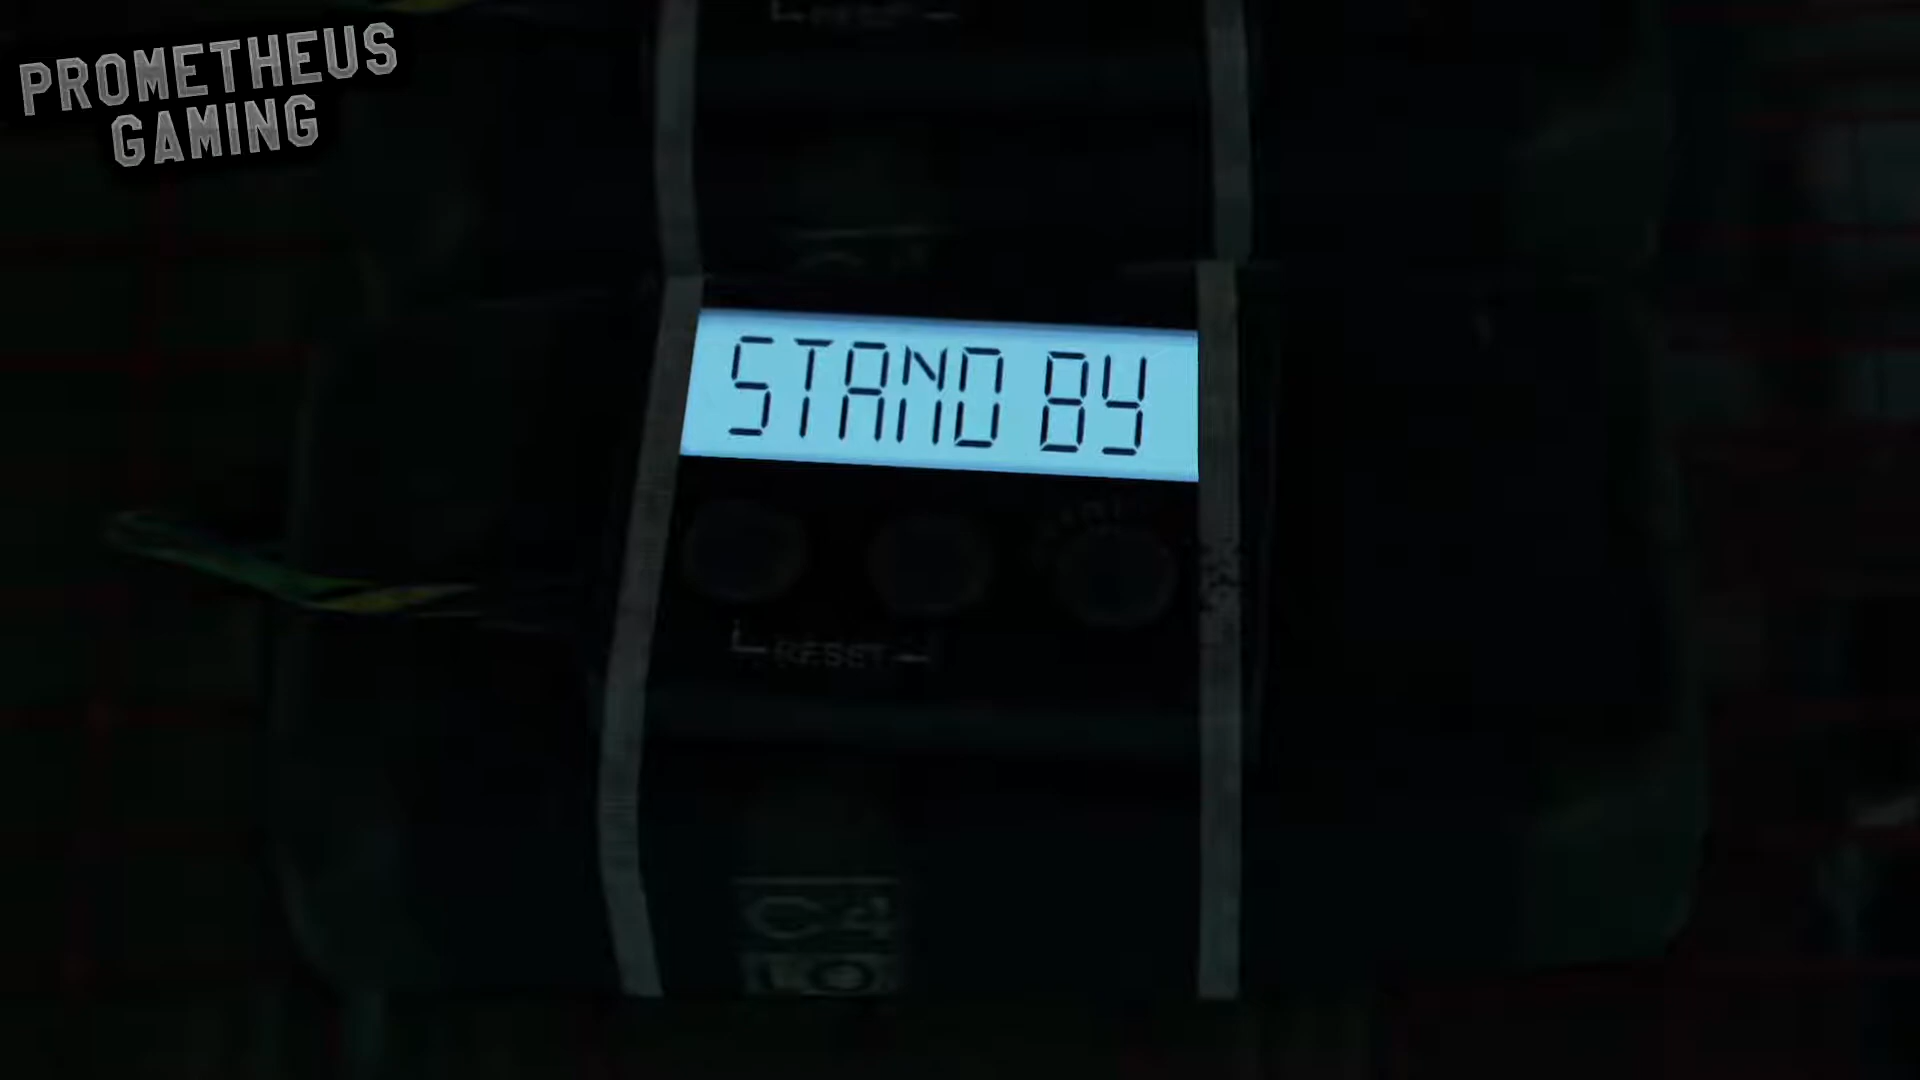 PROMETHEUS
GAMING
STAND BY
RESET
C4